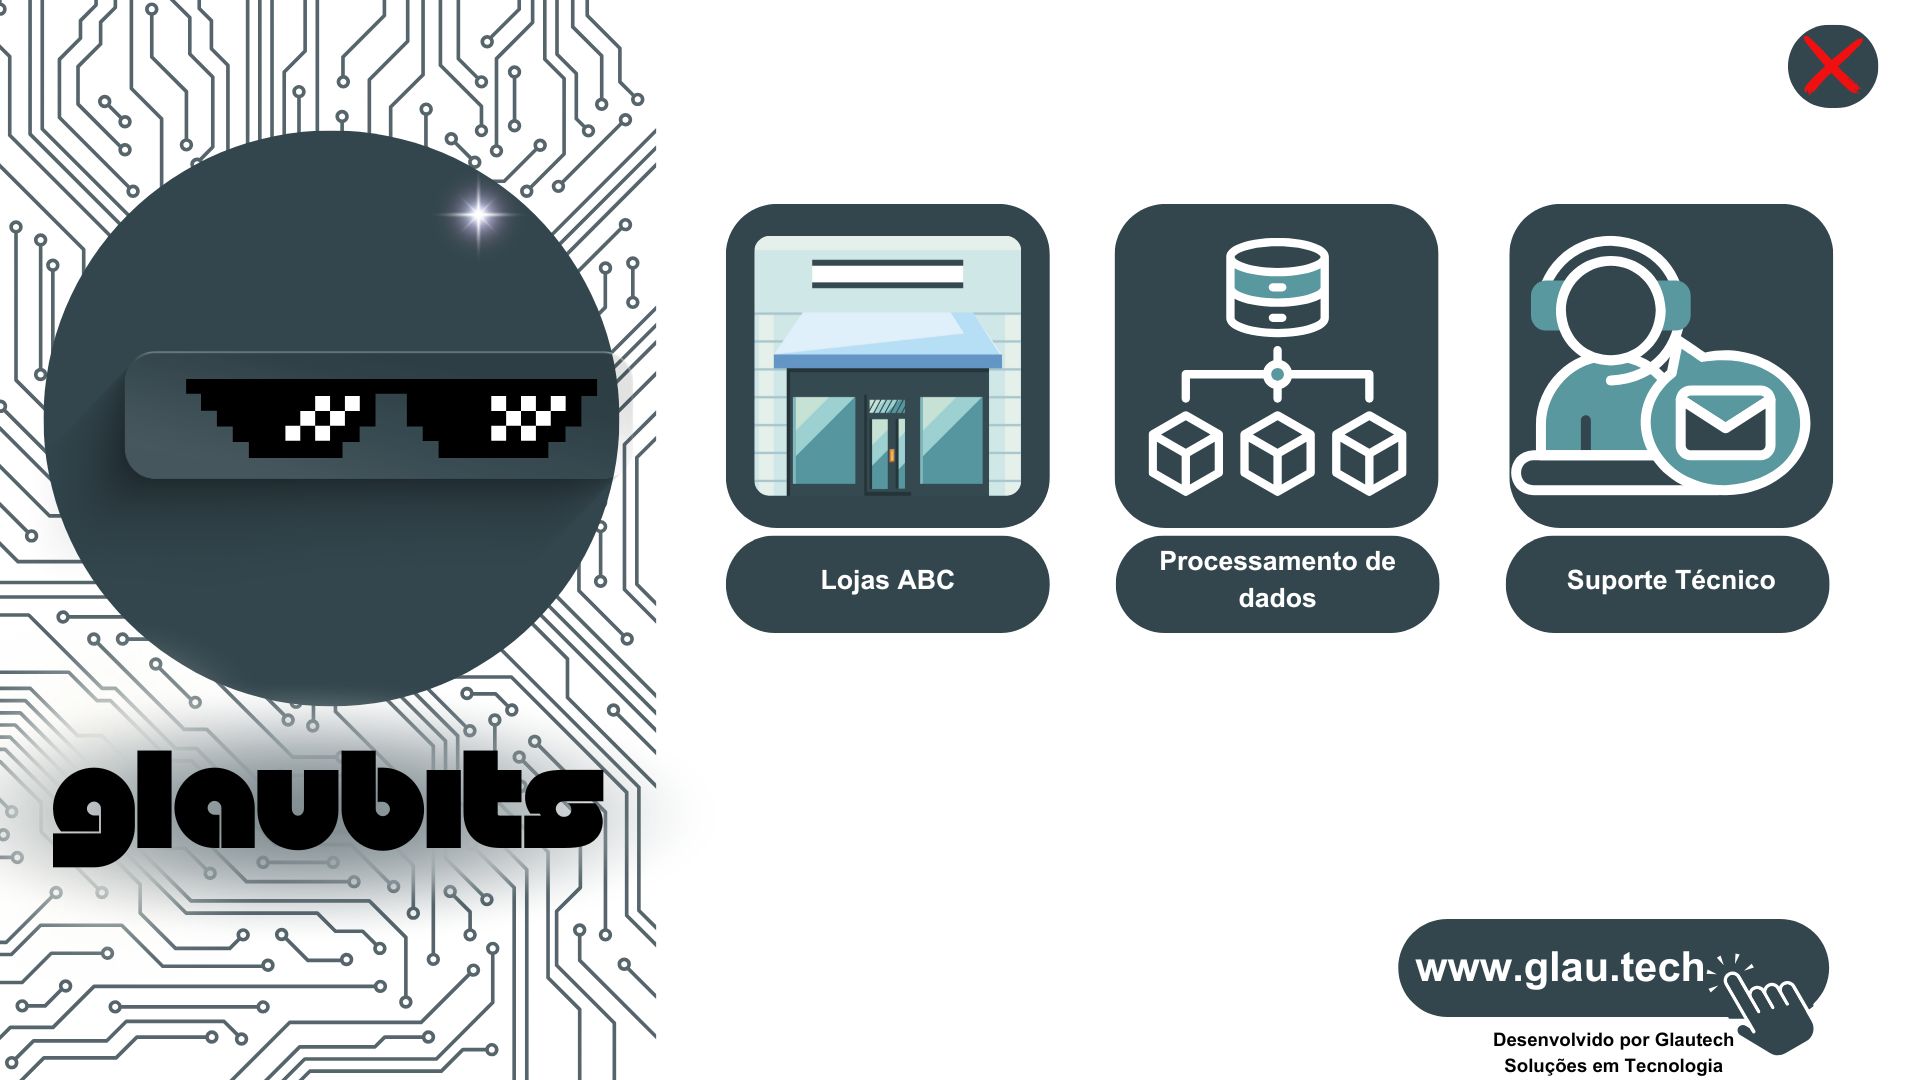 glaubits
Lojas ABC
Processamento de
dados
Suporte Técnico
www.glau.tech
Desenvolvido por Glautech
Soluções em Tecnologia